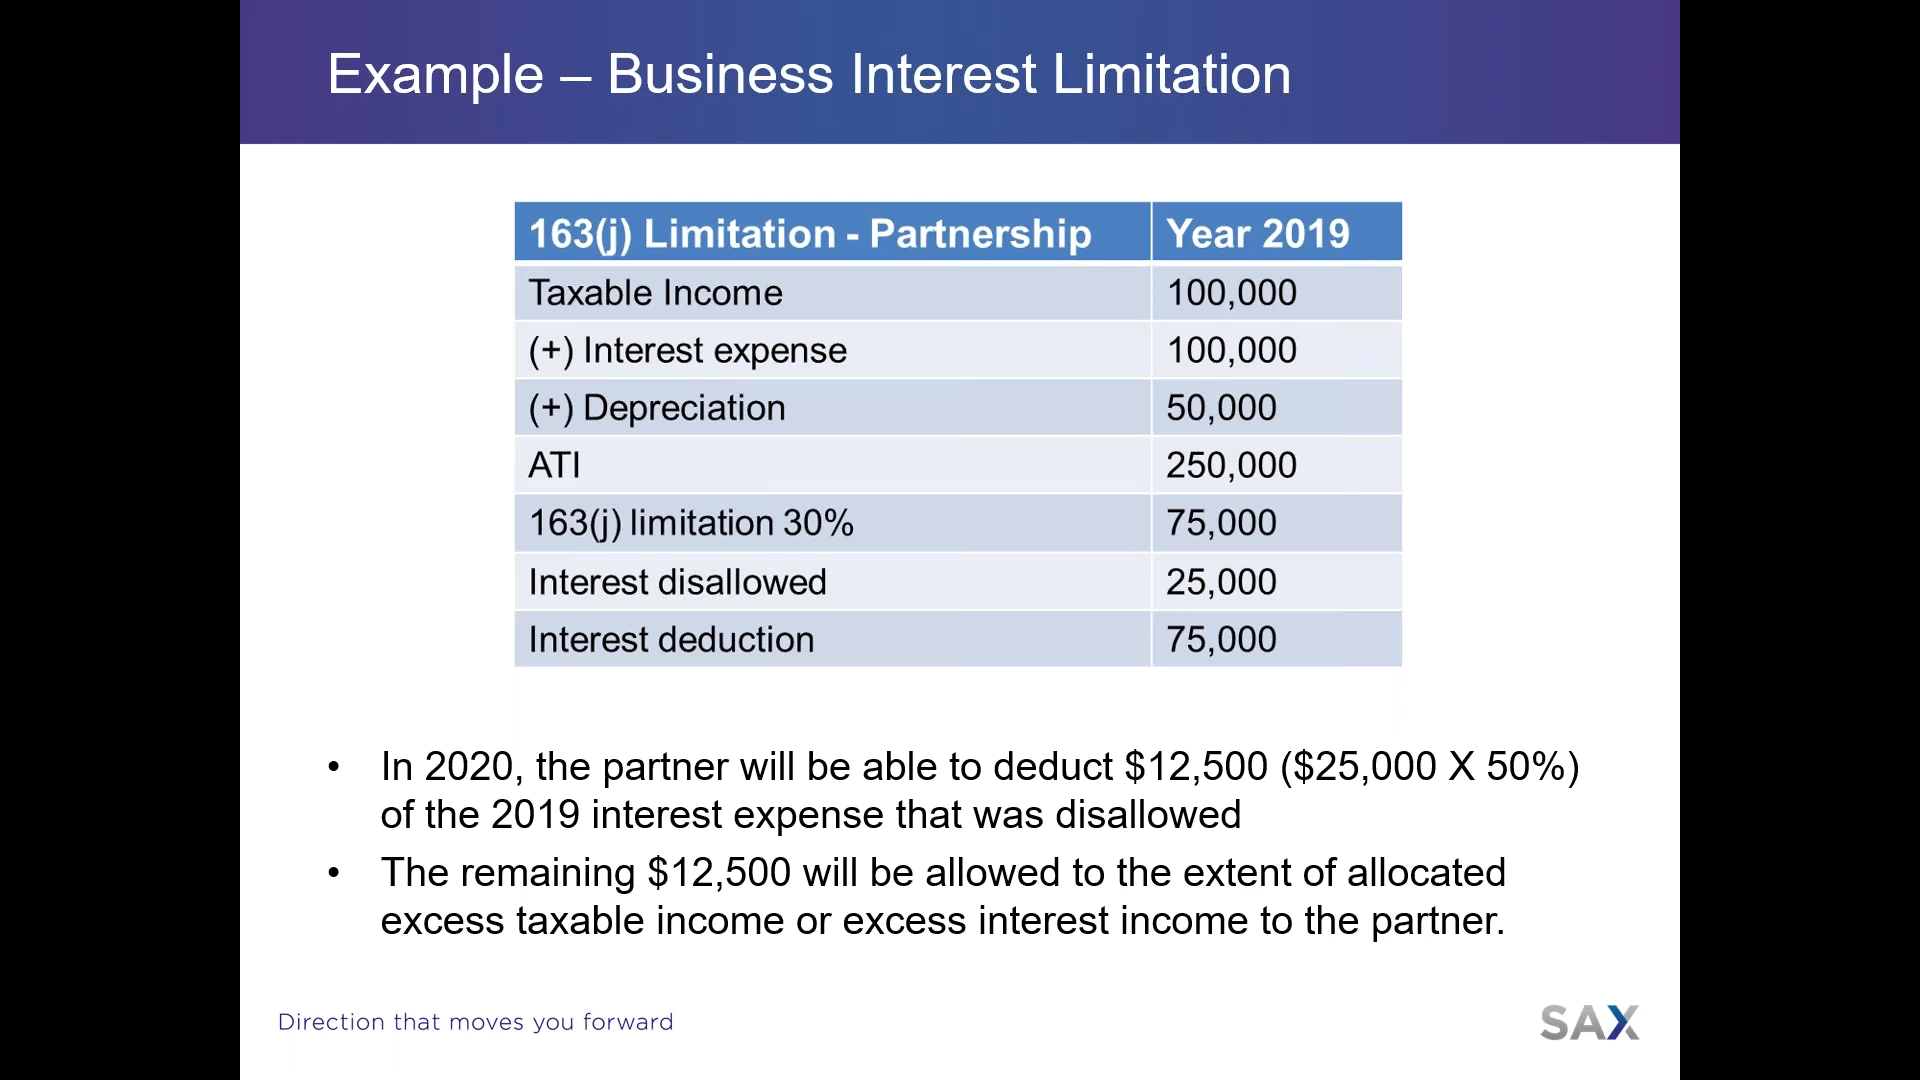 Example – Business Interest Limitation
163(j) Limitation - Partnership Year 2019
Taxable Income 100,000
(+) Interest expense 100,000
(+) Depreciation 50,000
ATI 250,000
163(j) limitation 30% 75,000
Interest disallowed 25,000
Interest deduction 75,000
• In 2020, the partner will be able to deduct $12,500 ($25,000 X 50%)
of the 2019 interest expense that was disallowed
• The remaining $12,500 will be allowed to the extent of allocated
excess taxable income or excess interest income to the partner.
Direction that moves you forward
SAX